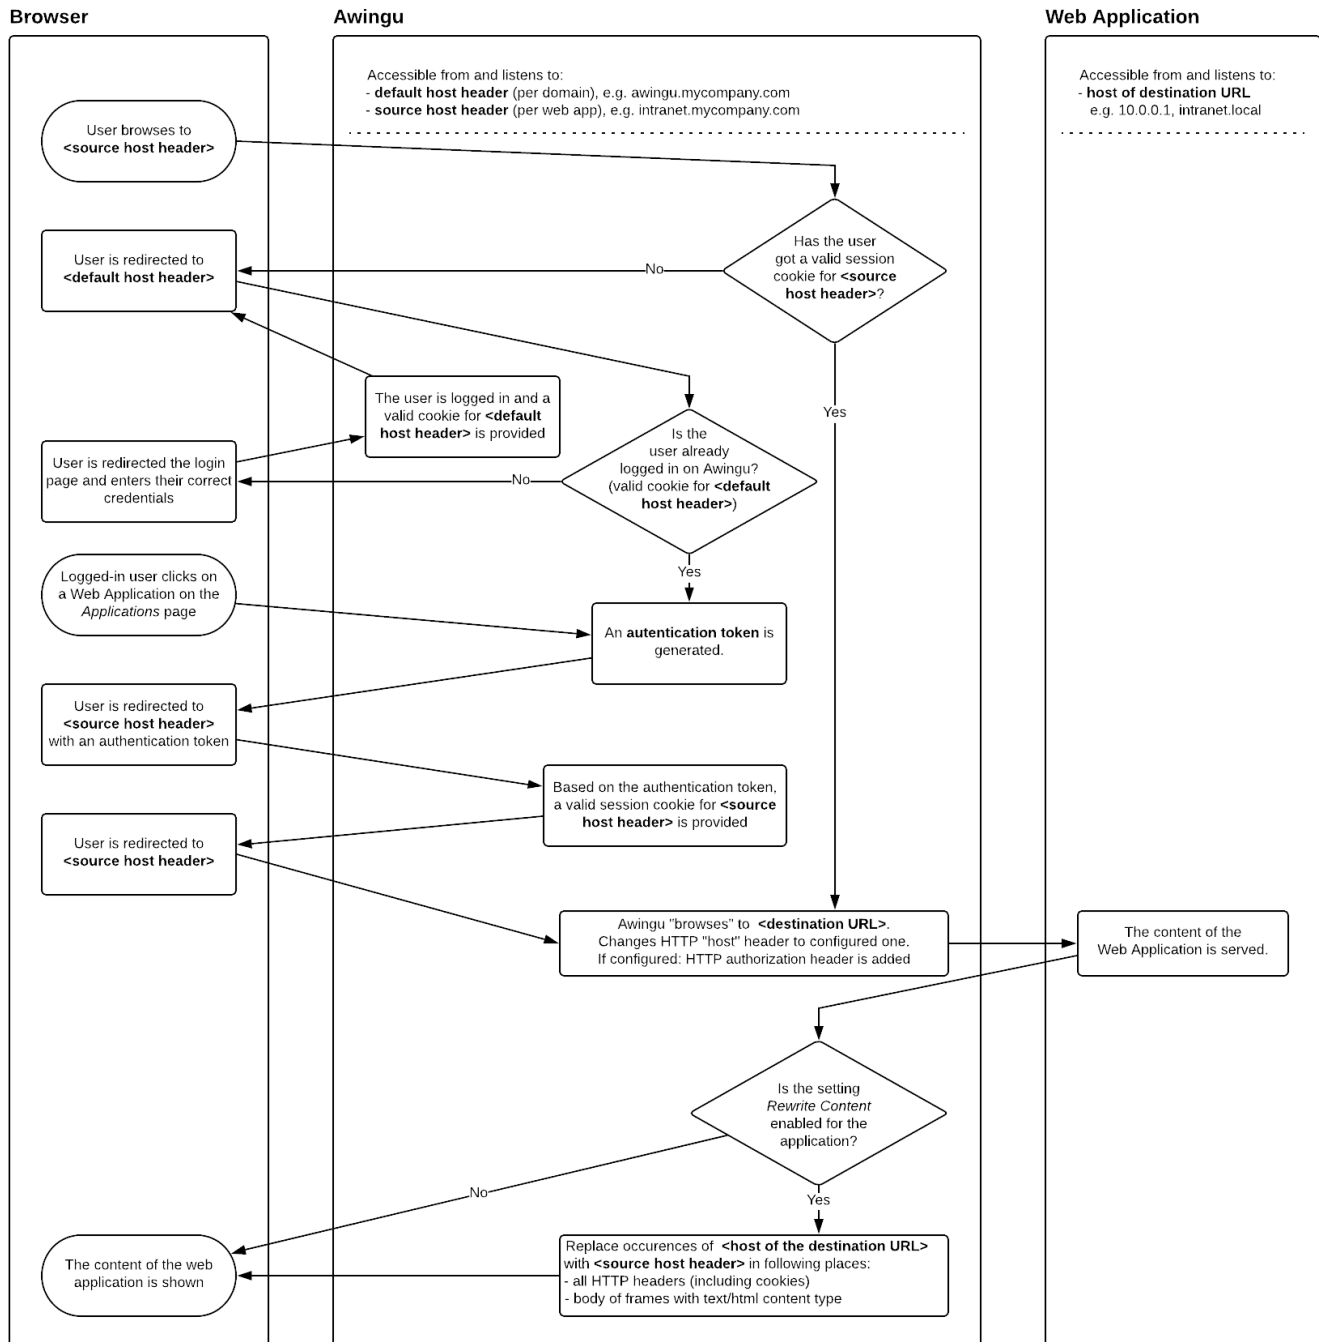 Browser
Awingu
Web Application
Accessible from and listens to:
- default host header (per domain), e.g. awingu.mycompany.com
- source host header (per web app), e.g. intranet.mycompany.com
Accessible from and listens to:
- host of destination URL
e.g. 10.0.0.1, intranet.local
User browses to
<source host header>
Has the user
got a valid session
cookie for <source
host header>?
No
User is redirected to
<default host header>
Yes
The user is logged in and a
valid cookie for <default
host header> is provided
Is the
user already
logged in on Awingu?
(valid cookie for <default
host header>)
No
User is redirected the login
page and enters their correct
credentials
Yes
Logged-in user clicks on
a Web Application on the
Applications page
An autentication token is
generated.
User is redirected to
<source host header>
with an authentication token
Based on the authentication token,
a valid session cookie for <source
host header> is provided
User is redirected to
<source host header>
Awingu "browses" to <destination URL>.
Changes HTTP "host" header to configured one.
If configured: HTTP authorization header is added
The content of the
Web Application is served.
Is the setting
Rewrite Content
enabled for the
application?
No
Yes
Replace occurences of <host of the destination URL>
with <source host header> in following places:
- all HTTP headers (including cookies)
- body of frames with text/html content type
The content of the web
application is shown